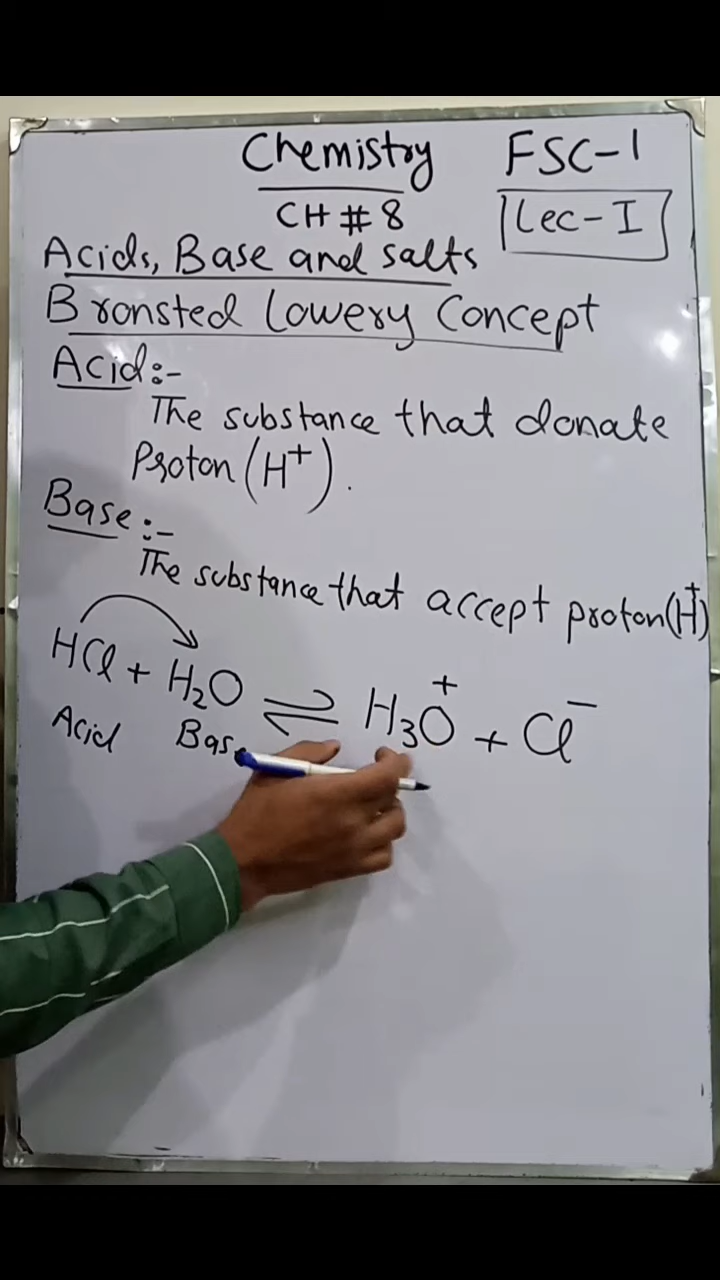 Chemistry FSC-1
CH # 8 Lec-I
Acids, Base and salts
Bronsted Lowery Concept
Acid:-
The substance that donate
Proton (H⁺).
Base:-
The substance that accept proton(H⁺)
HCl + H₂O ⇌ H₃O⁺ + Cl⁻
Acid Base